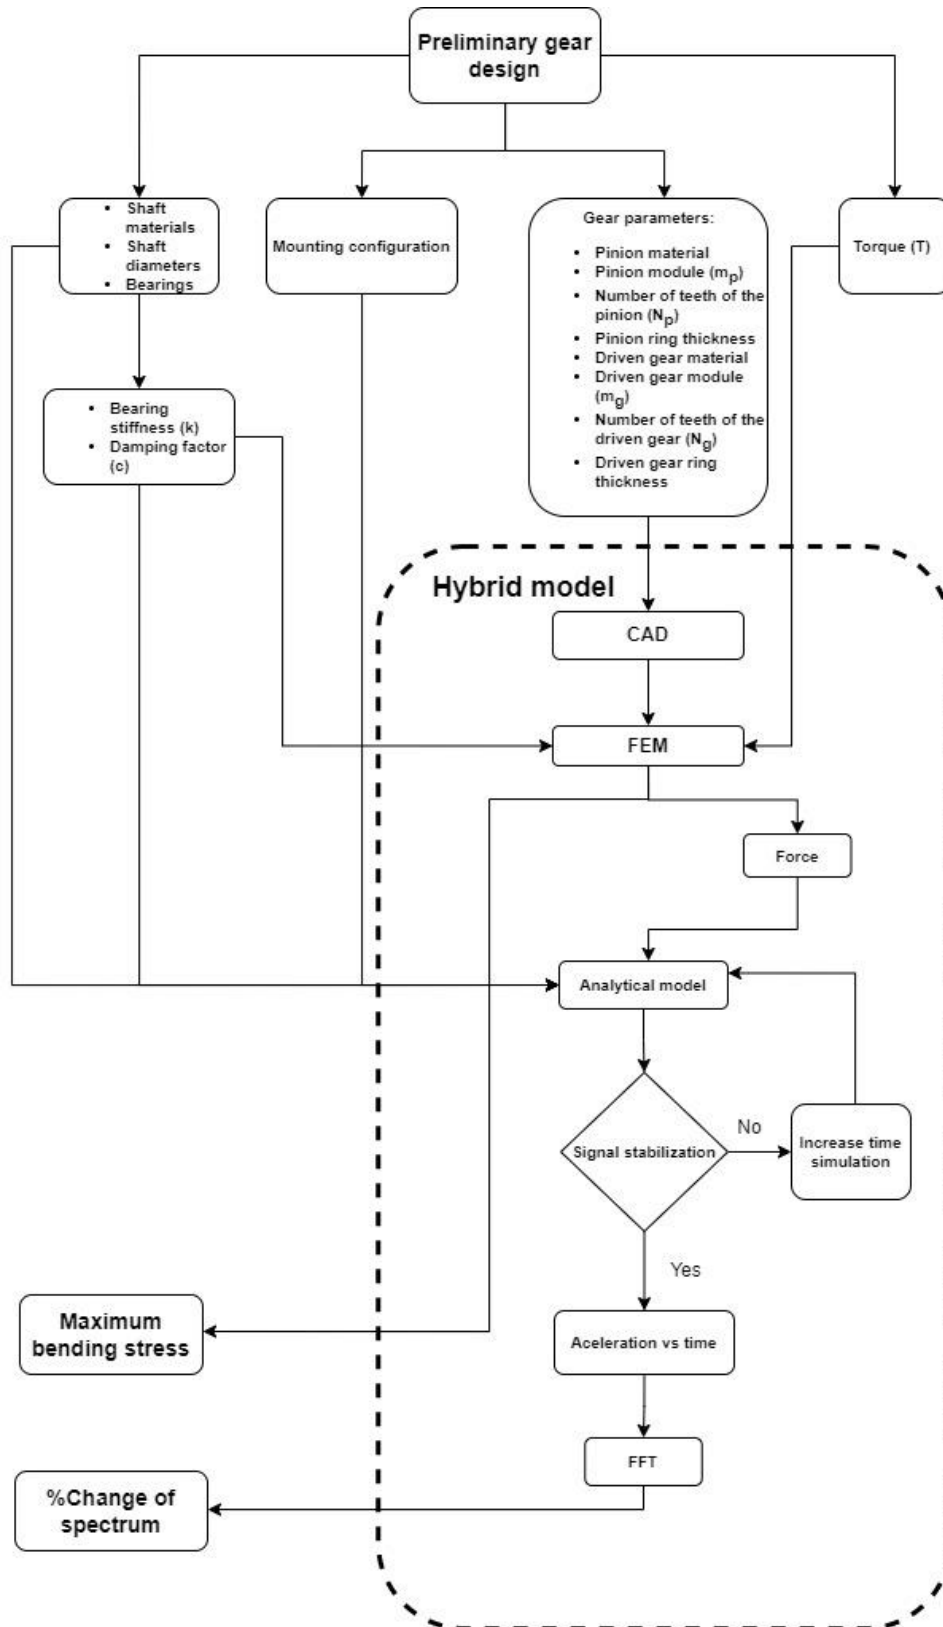 Preliminary gear
design
• Shaft
materials
• Shaft
diameters
• Bearings
Mounting configuration
Gear parameters:
• Pinion material
• Pinion module (mp)
• Number of teeth of the
pinion (Np)
• Pinion ring thickness
• Driven gear material
• Driven gear module
(mg)
• Number of teeth of the
driven gear (Ng)
• Driven gear ring
thickness
Torque (T)
• Bearing
stiffness (k)
• Damping factor
(c)
Hybrid model
CAD
FEM
Force
Analytical model
Signal stabilization
No
Increase time
simulation
Yes
Maximum
bending stress
Aceleration vs time
FFT
%Change of
spectrum